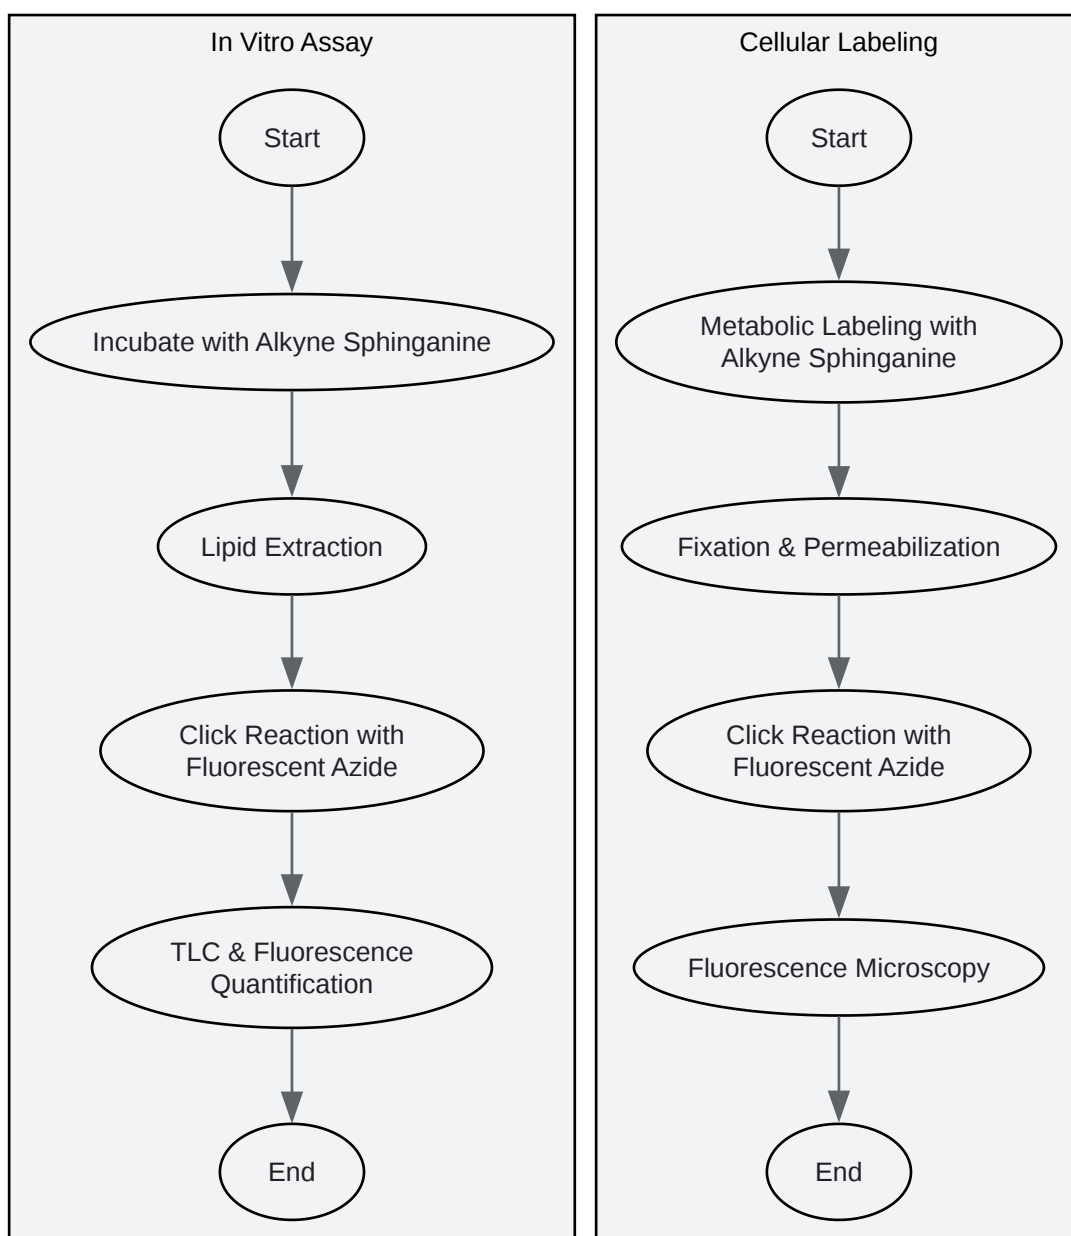 In Vitro Assay
Start
Incubate with Alkyne Sphinganine
Lipid Extraction
Click Reaction with
Fluorescent Azide
TLC & Fluorescence
Quantification
End
Cellular Labeling
Start
Metabolic Labeling with
Alkyne Sphinganine
Fixation & Permeabilization
Click Reaction with
Fluorescent Azide
Fluorescence Microscopy
End